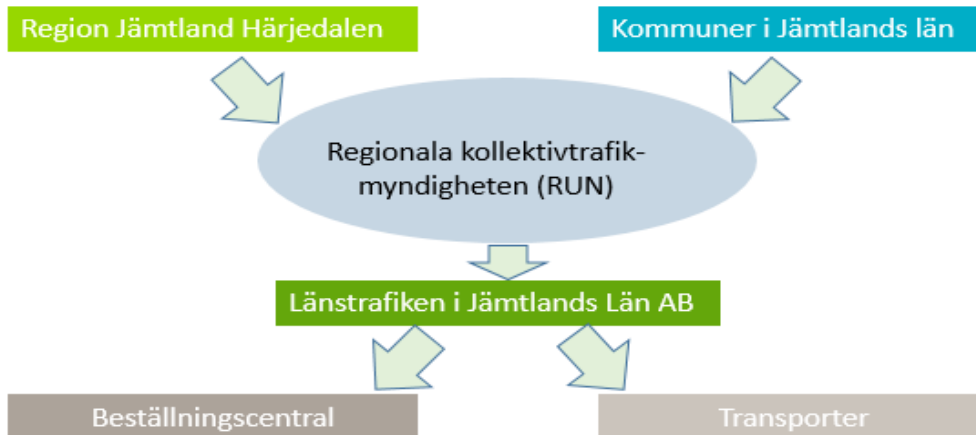 Region Jämtland Härjedalen
Kommuner i Jämtlands län
Regionala kollektivtrafik-
myndigheten (RUN)
Länstrafiken i Jämtlands Län AB
Beställningscentral
Transporter